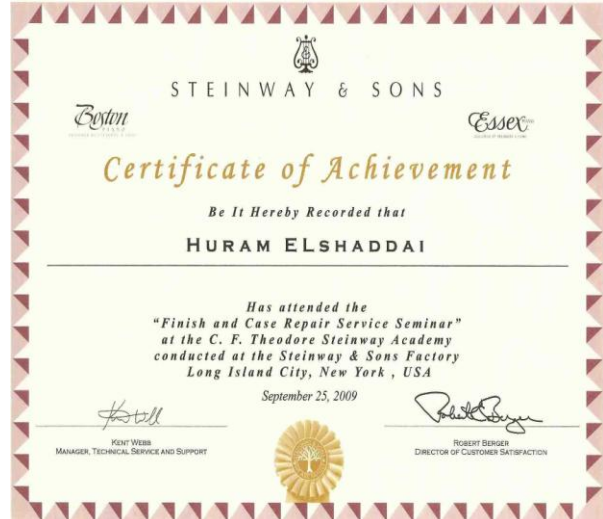 STEINWAY & SONS
Boston
PIANO
Essex
Certificate of Achievement
Be It Hereby Recorded that
HURAM ELSHADDAI
Has attended the
"Finish and Case Repair Service Seminar"
at the C. F. Theodore Steinway Academy
conducted at the Steinway & Sons Factory
Long Island City, New York , USA
September 25, 2009
KENT WEBB
MANAGER, TECHNICAL SERVICE AND SUPPORT
ROBERT BERGER
DIRECTOR OF CUSTOMER SATISFACTION